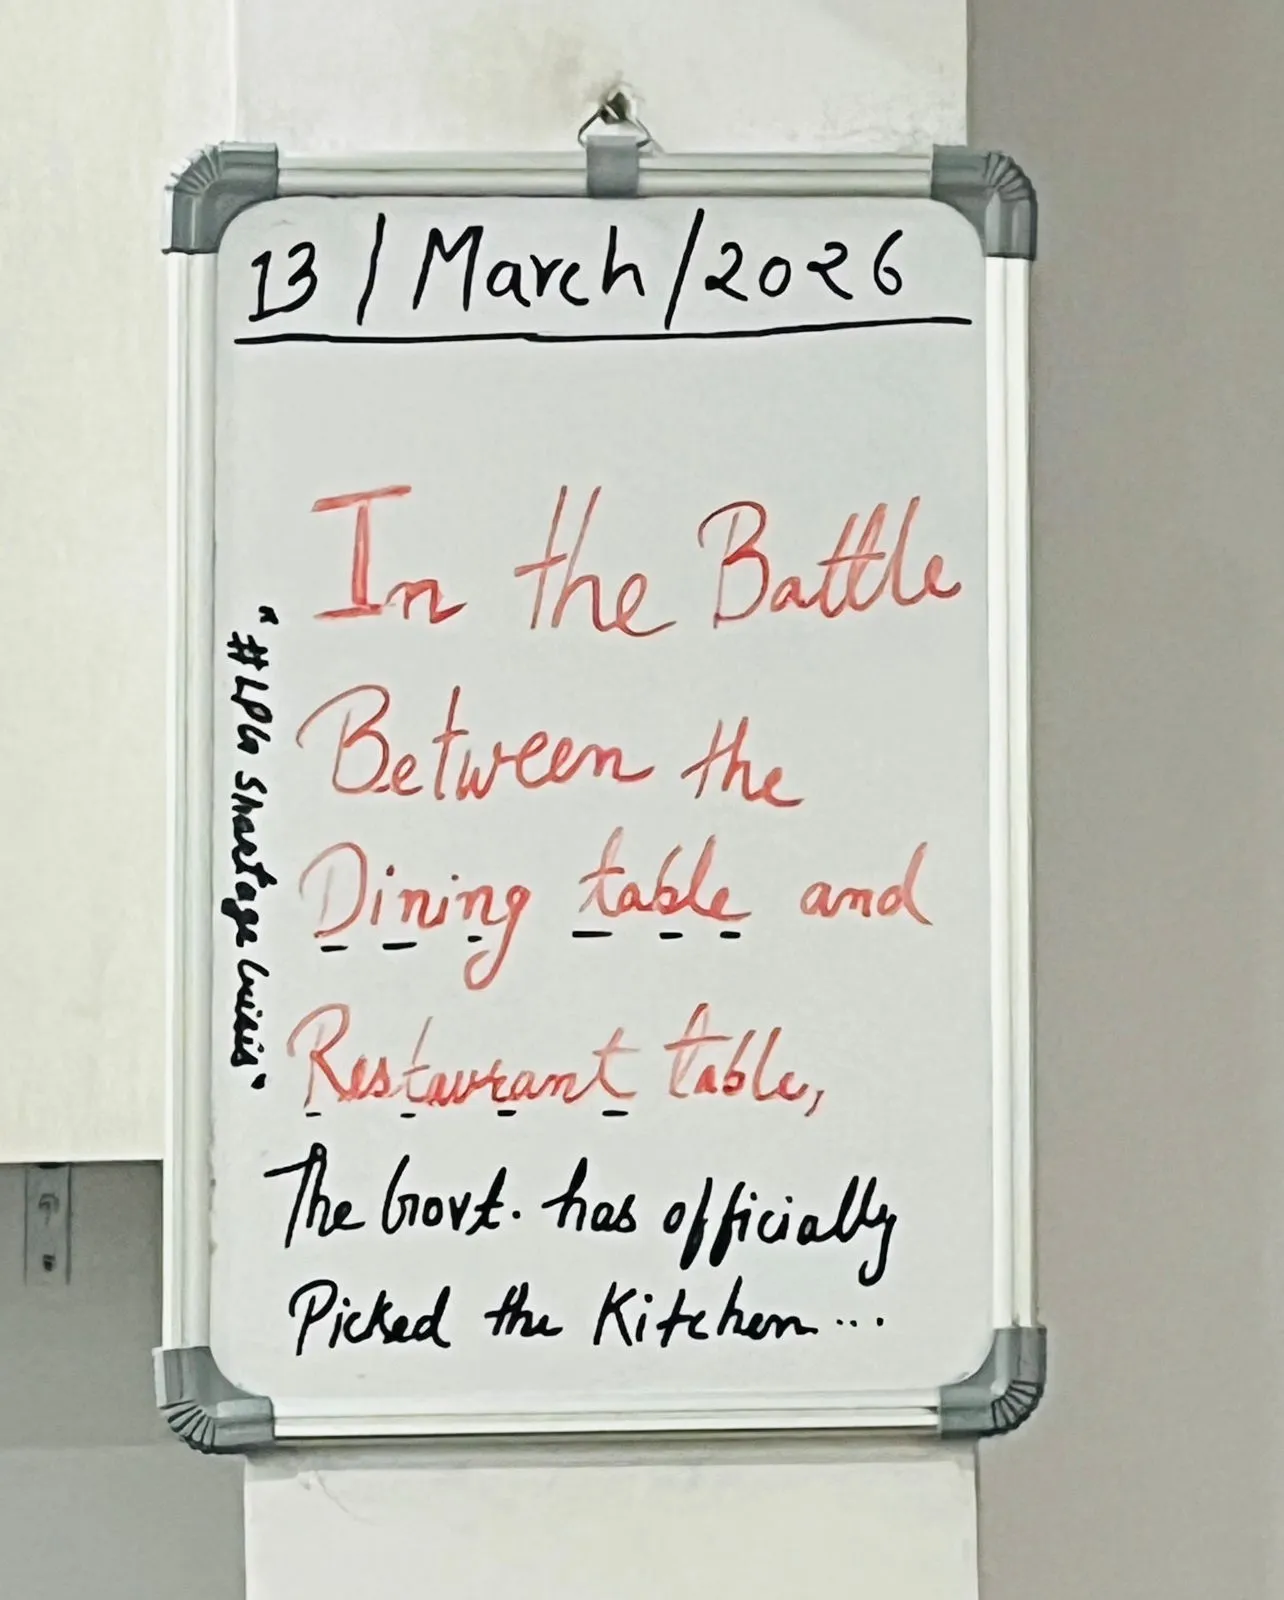 13 / March / 2026
In the Battle
Between the
Dining table and
Restaurant table,
The Govt. has officially
Picked the Kitchen...
"#LPG Shortage Crisis"